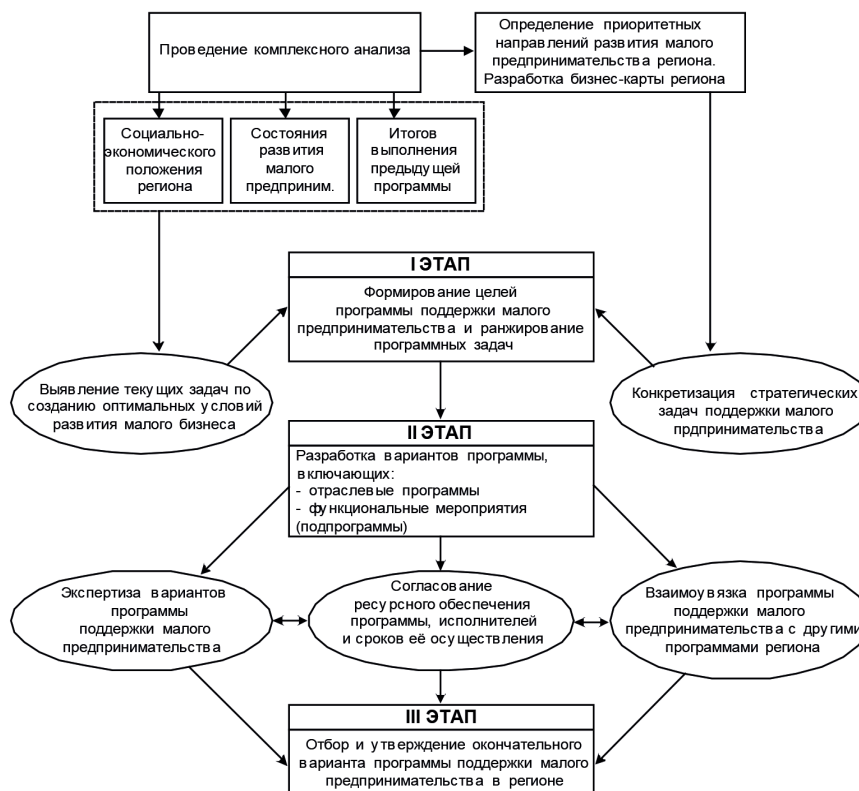 Проведение комплексного анализа
Определение приоритетных
направлений развития малого
предпринимательства региона.
Разработка бизнес-карты региона
Социально-
экономического
положения
региона
Состояния
развития
малого
предприним.
Итогов
выполнения
предыдущей
программы
I ЭТАП
Формирование целей
программы поддержки малого
предпринимательства и ранжирование
программных задач
Выявление текущих задач по
созданию оптимальных условий
развития малого бизнеса
Конкретизация стратегических
задач поддержки малого
прдпринимательства
II ЭТАП
Разработка вариантов программы,
включающих:
- отраслевые программы
- функциональные мероприятия
(подпрограммы)
Экспертиза вариантов
программы
поддержки малого
предпринимательства
Согласование
ресурсного обеспечения
программы, исполнителей
и сроков её осуществления
Взаимоувязка программы
поддержки малого
предпринимательства с другими
программами региона
III ЭТАП
Отбор и утверждение окончательного
варианта программы поддержки малого
предпринимательства в регионе